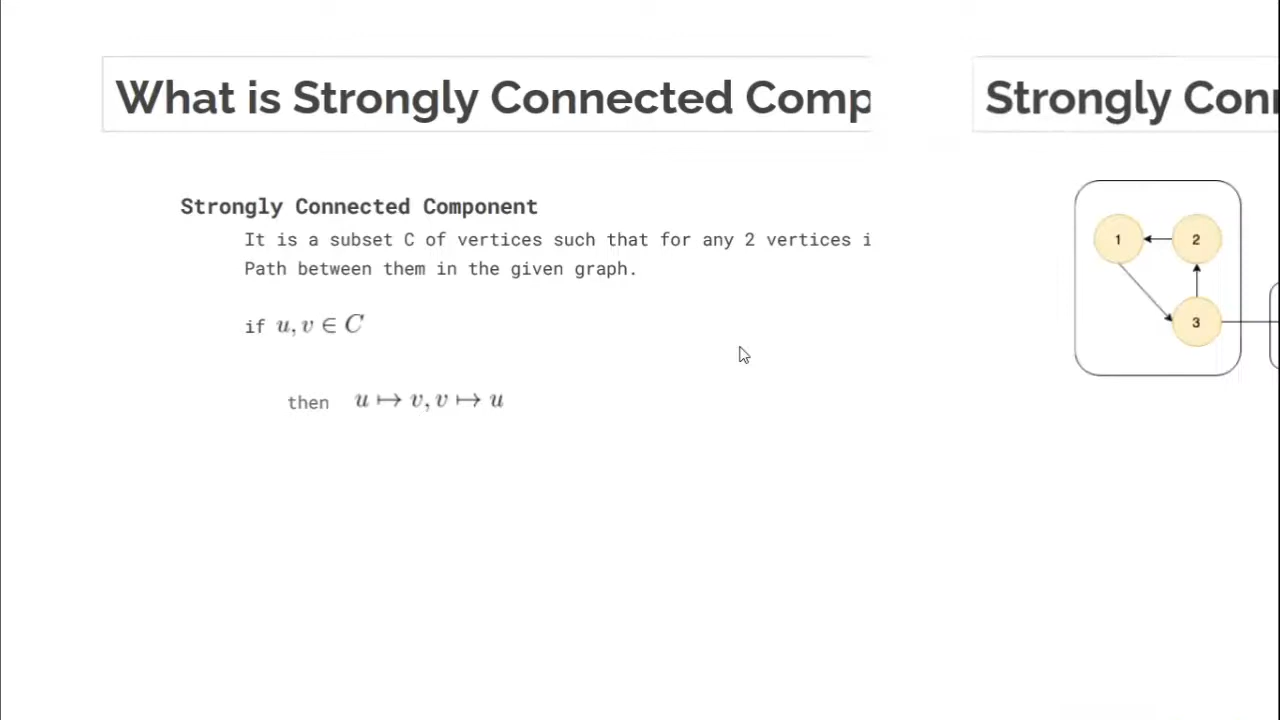 What is Strongly Connected Comp
Strongly Connected Component
It is a subset C of vertices such that for any 2 vertices i
Path between them in the given graph.
if u, v ∈ C
then u ↦ v, v ↦ u
Strongly Con
1
2
3